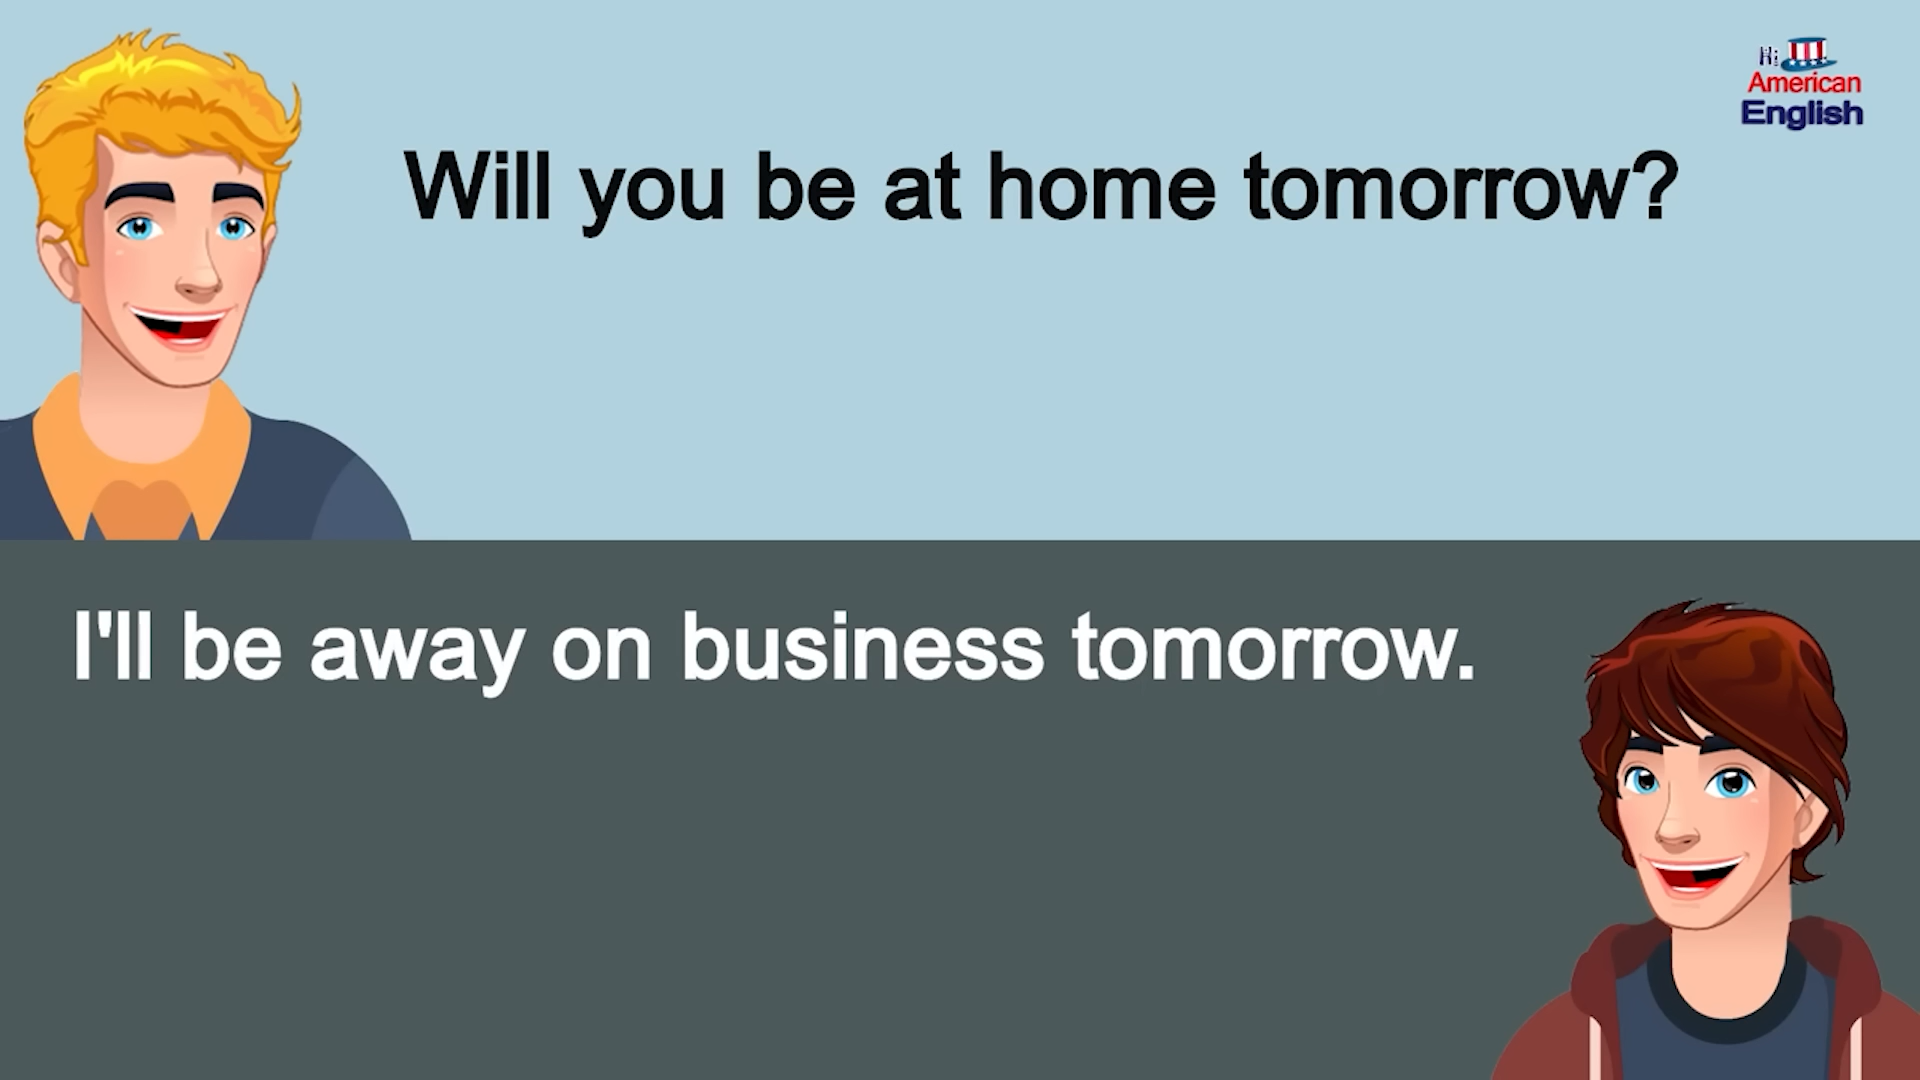 Hi
American
English
Will you be at home tomorrow?
I'll be away on business tomorrow.